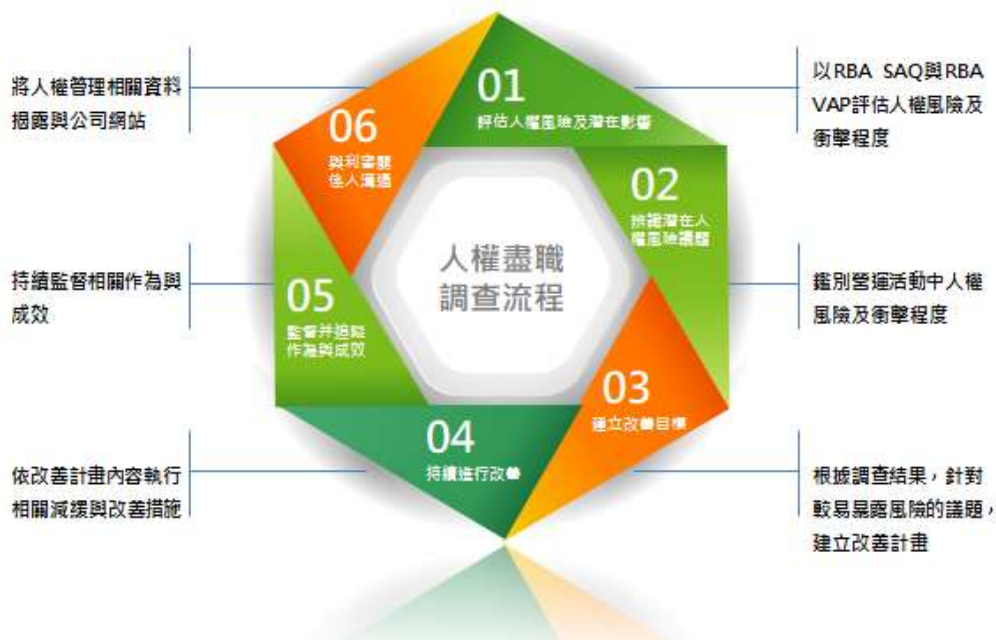 人權盡職
調查流程
01
評估人權風險及潛在影響
以RBA SAQ與RBA
VAP評估人權風險及
衝擊程度
02
辨識潛在人
權風險議題
鑑別營運活動中人權
風險及衝擊程度
03
建立改善目標
根據調查結果，針對
較易暴露風險的議題，
建立改善計畫
04
持續進行改善
依改善計畫內容執行
相關減緩與改善措施
05
監督并追蹤
作為與成效
持續監督相關作為與
成效
06
與利害關
係人溝通
將人權管理相關資料
揭露與公司網站